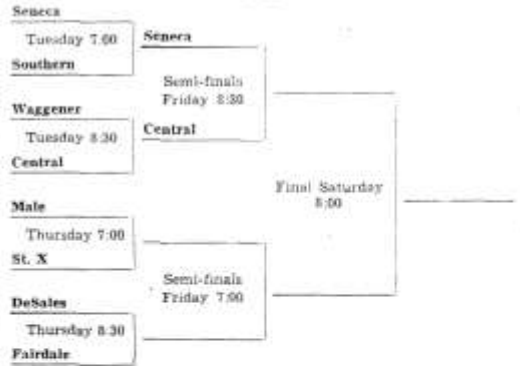 Seneca
Tuesday 7:00
Southern
Seneca
Semi-finals
Friday 8:30
Central
Waggener
Tuesday 8:30
Central
Final Saturday
8:00
Male
Thursday 7:00
St. X
Semi-finals
Friday 7:00
DeSales
Thursday 8:30
Fairdale